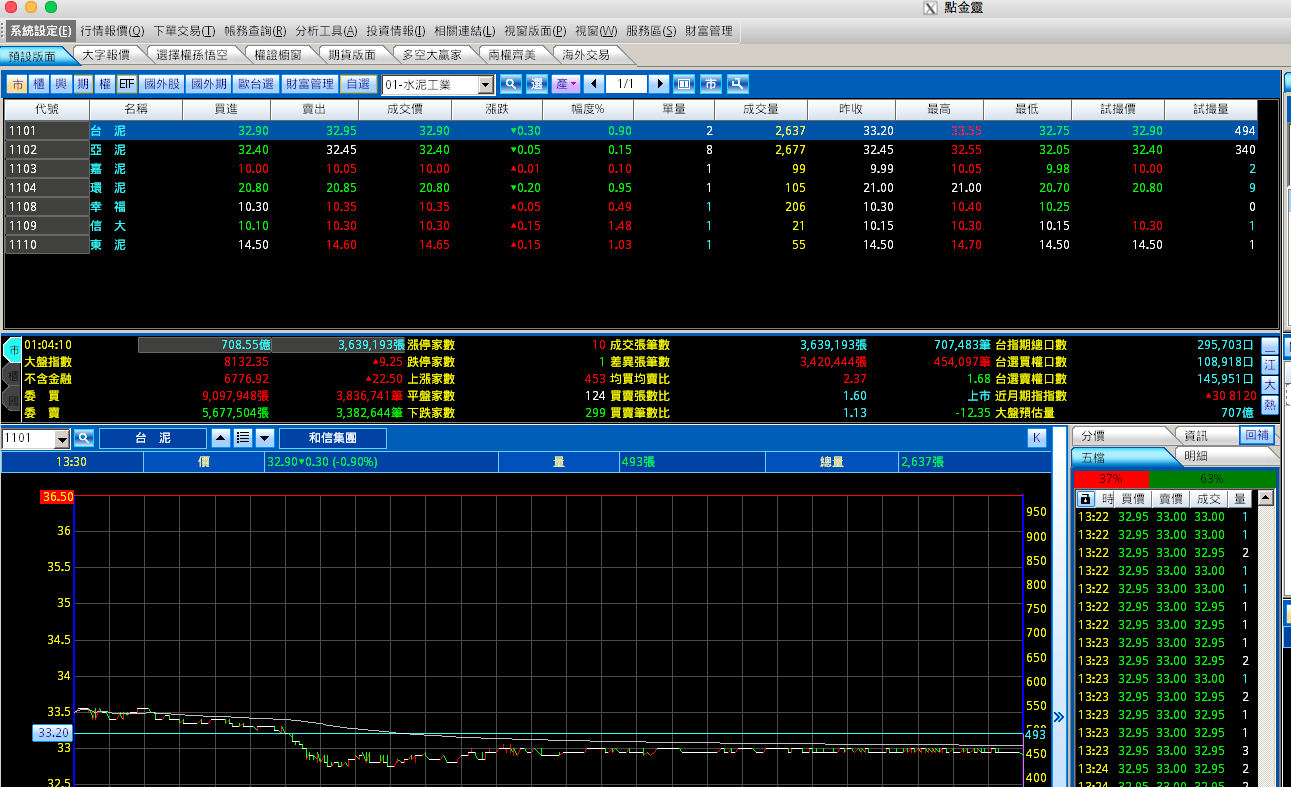 點金靈
系統設定(E) 行情報價(Q) 下單交易(T) 帳務查詢(R) 分析工具(A) 投資情報(I) 相關連結(L) 視窗版面(P) 視窗(W) 服務區(S) 財富管理
預設版面 大字報價 選擇權孫悟空 權證櫥窗 期貨版面 多空大贏家 兩權齊美 海外交易
市 櫃 興 期 權 ETF 國外股 國外期 歐台選 財富管理 自選 01-水泥工業 選 產 1/1 市
代號 名稱 買進 賣出 成交價 漲跌 幅度% 單量 成交量 昨收 最高 最低 試撮價 試撮量
1101 台 泥 32.90 32.95 32.90 ▼0.30 0.90 2 2,637 33.20 33.55 32.75 32.90 494
1102 亞 泥 32.40 32.45 32.40 ▼0.05 0.15 8 2,677 32.45 32.55 32.05 32.40 340
1103 嘉 泥 10.00 10.05 10.00 ▲0.01 0.10 1 99 9.99 10.05 9.98 10.00 2
1104 環 泥 20.80 20.85 20.80 ▼0.20 0.95 1 105 21.00 21.00 20.70 20.80 9
1108 幸 福 10.30 10.35 10.35 ▲0.05 0.49 1 206 10.30 10.40 10.25 0
1109 信 大 10.10 10.30 10.30 ▲0.15 1.48 1 21 10.15 10.30 10.15 10.30 1
1110 東 泥 14.50 14.60 14.65 ▲0.15 1.03 1 55 14.50 14.70 14.50 14.50 1
市 01:04:10 708.55億 3,639,193張 漲停家數 10 成交張筆數 3,639,193張 707,483筆 台指期總口數 295,703口
大盤指數 8132.35 ▲9.25 跌停家數 1 差異張筆數 3,420,444張 454,097筆 台選買權口數 108,918口 江
不含金融 6776.92 ▲22.50 上漲家數 453 均買均賣比 2.37 1.68 台選賣權口數 145,951口 大
委 買 9,097,948張 3,836,741筆 平盤家數 124 買賣張數比 1.60 上市 近月期指指數 ▲30 8120 熱
委 賣 5,677,504張 3,382,644筆 下跌家數 299 買賣筆數比 1.13 -12.35 大盤預估量 707億
1101 台 泥 和信集團 K
13:30 價 32.90▼0.30 (-0.90%) 量 493張 總量 2,637張
36.50
36
35.5
35
34.5
34
33.5
33.20
33
32.5
950
900
850
800
750
700
650
600
550
493
450
400
分價 資訊 回補
五檔 明細
37% 63%
時 買價 賣價 成交 量
13:22 32.95 33.00 33.00 1
13:22 32.95 33.00 33.00 1
13:22 32.95 33.00 32.95 2
13:22 32.95 33.00 33.00 1
13:22 32.95 33.00 33.00 1
13:22 32.95 33.00 32.95 1
13:22 32.95 33.00 32.95 1
13:23 32.95 33.00 32.95 1
13:23 32.95 33.00 32.95 2
13:23 32.95 33.00 33.00 1
13:23 32.95 33.00 32.95 2
13:23 32.95 33.00 32.95 1
13:23 32.95 33.00 32.95 1
13:23 32.95 33.00 32.95 3
13:24 32.95 33.00 32.95 2